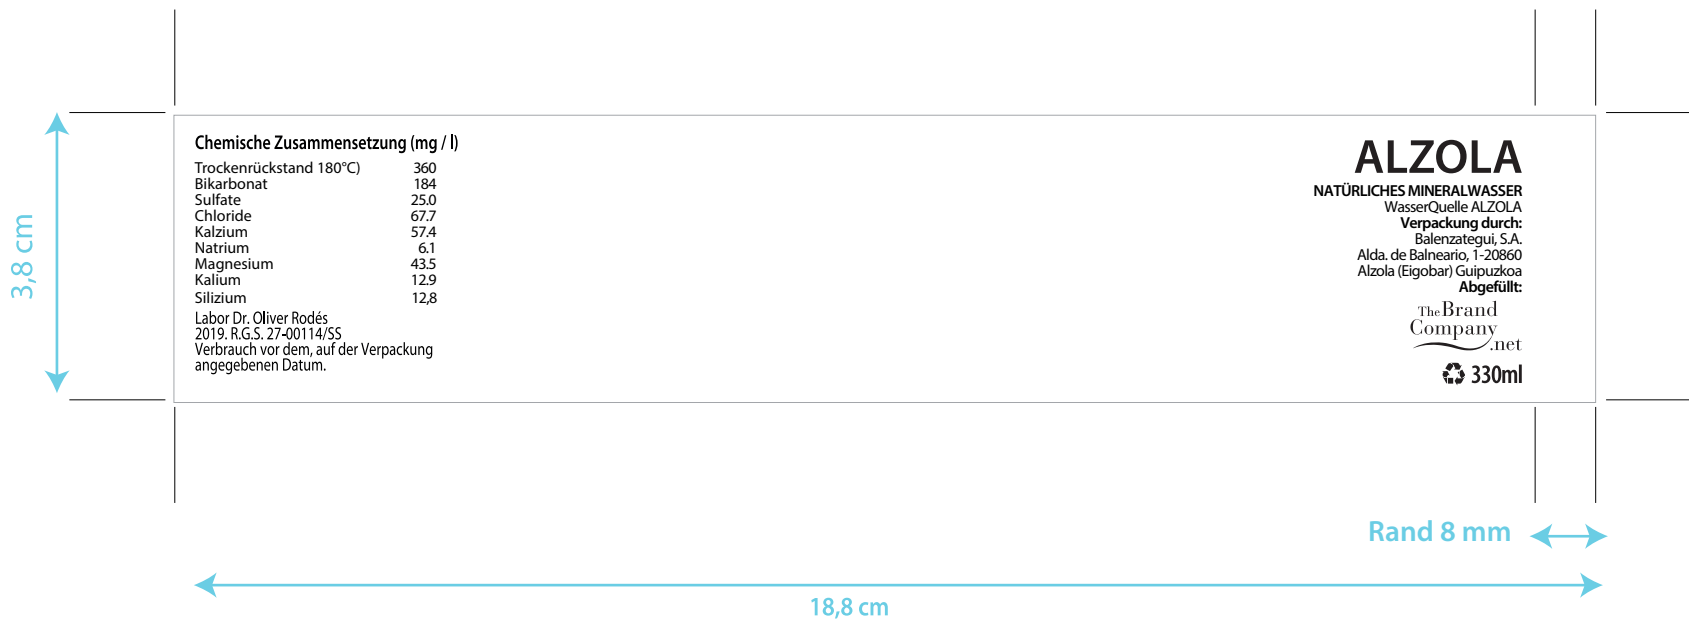 3,8 cm
Chemische Zusammensetzung (mg / l)
Trockenrückstand 180°C) 360
Bikarbonat 184
Sulfate 25.0
Chloride 67.7
Kalzium 57.4
Natrium 6.1
Magnesium 43.5
Kalium 12.9
Silizium 12,8
Labor Dr. Oliver Rodés
2019. R.G.S. 27-00114/SS
Verbrauch vor dem, auf der Verpackung
angegebenen Datum.
ALZOLA
NATÜRLICHES MINERALWASSER
WasserQuelle ALZOLA
Verpackung durch:
Balenzategui, S.A.
Alda. de Balneario, 1-20860
Alzola (Eigobar) Guipuzkoa
Abgefüllt:
The Brand
Company
.net
330ml
Rand 8 mm
18,8 cm